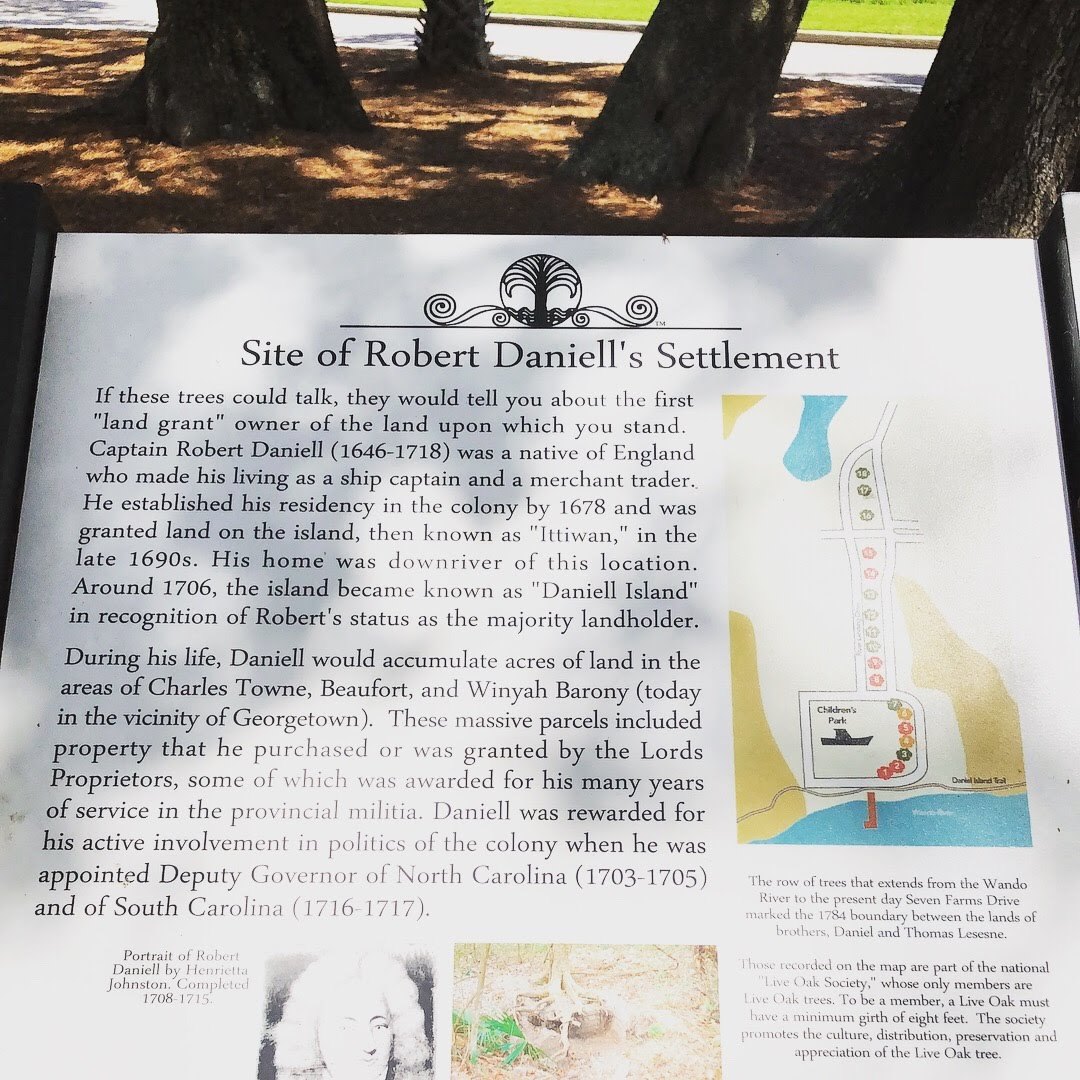 TM
Site of Robert Daniell's Settlement
If these trees could talk, they would tell you about the first
"land grant" owner of the land upon which you stand.
Captain Robert Daniell (1646-1718) was a native of England
who made his living as a ship captain and a merchant trader.
He established his residency in the colony by 1678 and was
granted land on the island, then known as "Ittiwan," in the
late 1690s. His home was downriver of this location.
Around 1706, the island became known as "Daniell Island"
in recognition of Robert's status as the majority landholder.
During his life, Daniell would accumulate acres of land in the
areas of Charles Towne, Beaufort, and Winyah Barony (today
in the vicinity of Georgetown). These massive parcels included
property that he purchased or was granted by the Lords
Proprietors, some of which was awarded for his many years
of service in the provincial militia. Daniell was rewarded for
his active involvement in politics of the colony when he was
appointed Deputy Governor of North Carolina (1703-1705)
and of South Carolina (1716-1717).
Portrait of Robert
Daniell by Henrietta
Johnston. Completed
1708-1715.
18
17
16
15
14
Children's
Park
Daniel Island Trail
Wando River
The row of trees that extends from the Wando
River to the present day Seven Farms Drive
marked the 1784 boundary between the lands of
brothers, Daniel and Thomas Lesesne.
Those recorded on the map are part of the national
"Live Oak Society," whose only members are
Live Oak trees. To be a member, a Live Oak must
have a minimum girth of eight feet. The society
promotes the culture, distribution, preservation and
appreciation of the Live Oak tree.